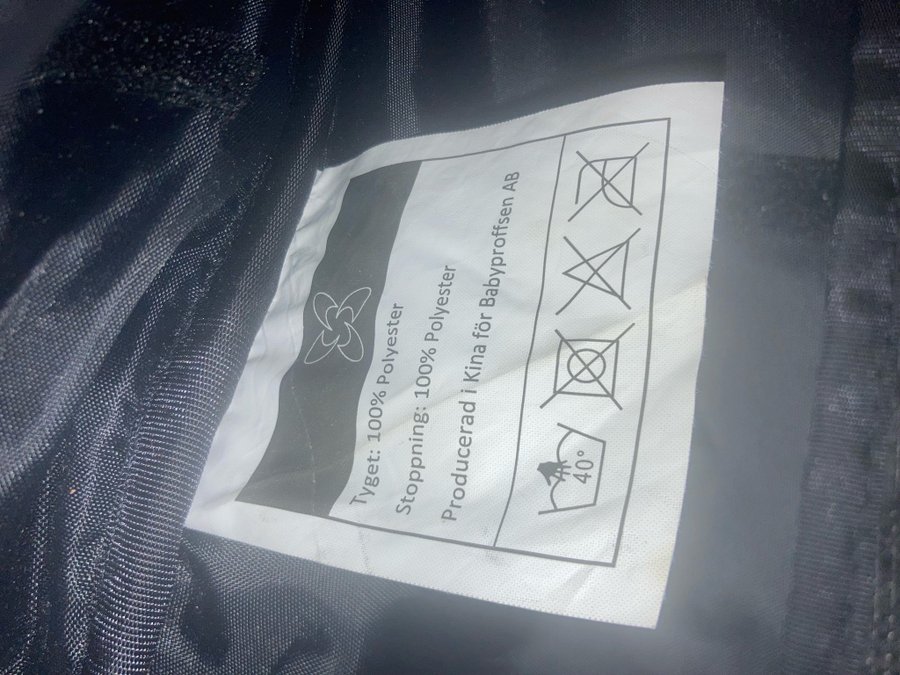 Tyget: 100% Polyester
Stoppning: 100% Polyester
Producerad i Kina för Babyproffsen AB
40°